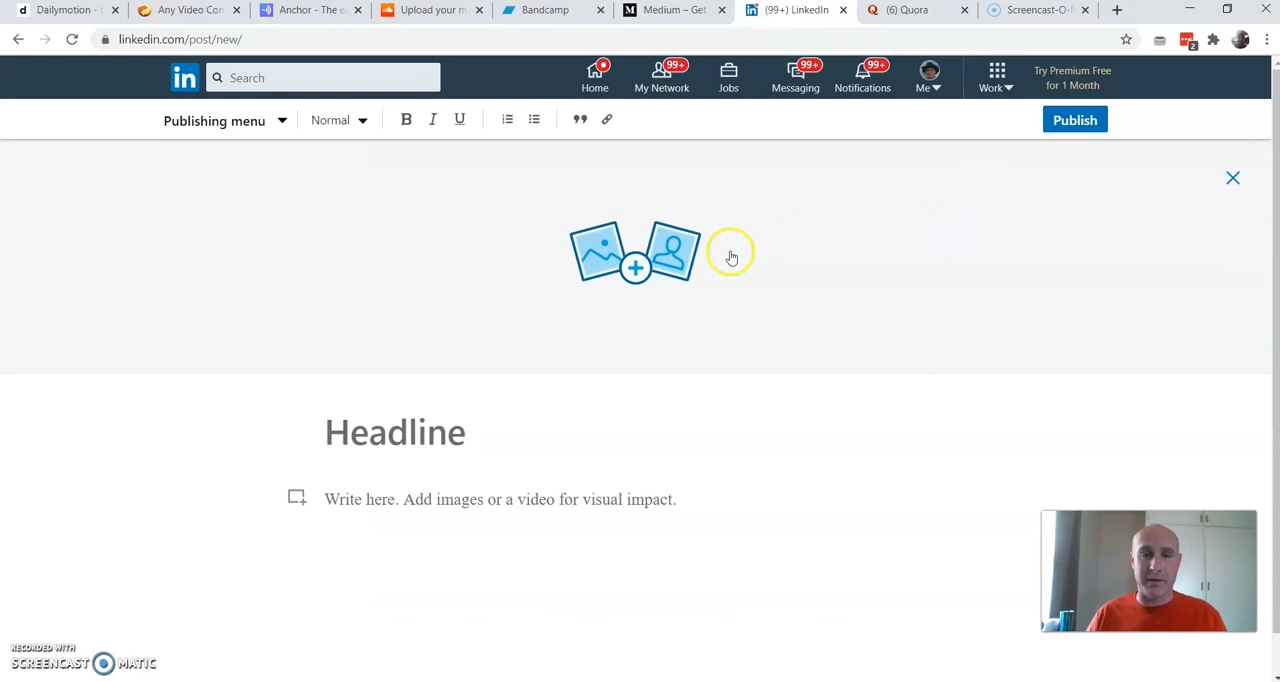 Dailymotion - t
Any Video Con
Anchor - The e
Upload your m
Bandcamp
M Medium – Get
in (99+) LinkedIn
Q (6) Quora
Screencast-O-M
linkedin.com/post/new/
2
in Search
99+ 99+ 99+
Home My Network Jobs Messaging Notifications Me Work
Try Premium Free
for 1 Month
Publishing menu Normal B I U Publish
Headline
Write here. Add images or a video for visual impact.
RECORDED WITH
SCREENCAST MATIC